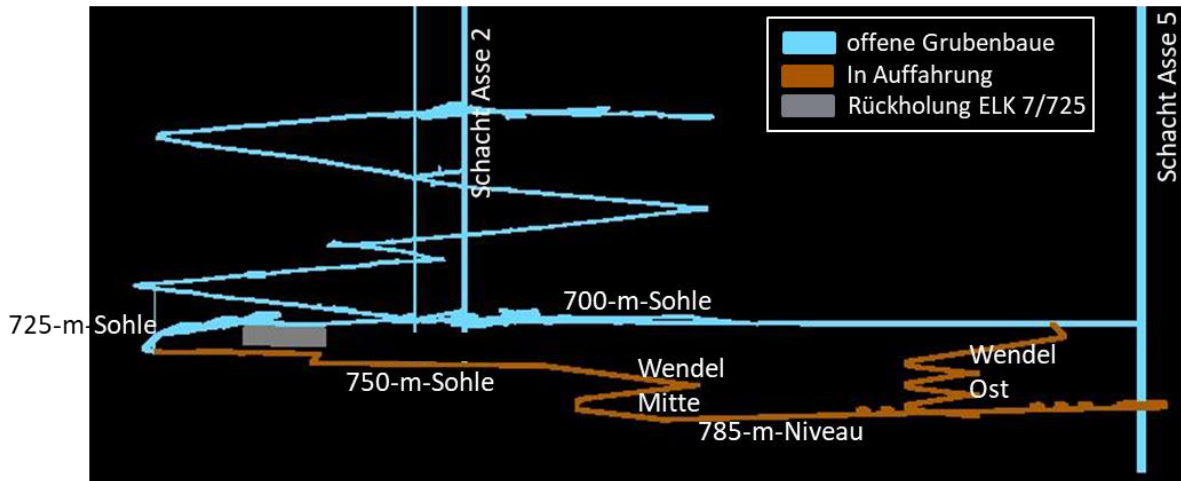 Schacht Asse 2
offene Grubenbaue
In Auffahrung
Rückholung ELK 7/725
Schacht Asse 5
700-m-Sohle
725-m-Sohle
Wendel
Mitte
Wendel
Ost
750-m-Sohle
785-m-Niveau